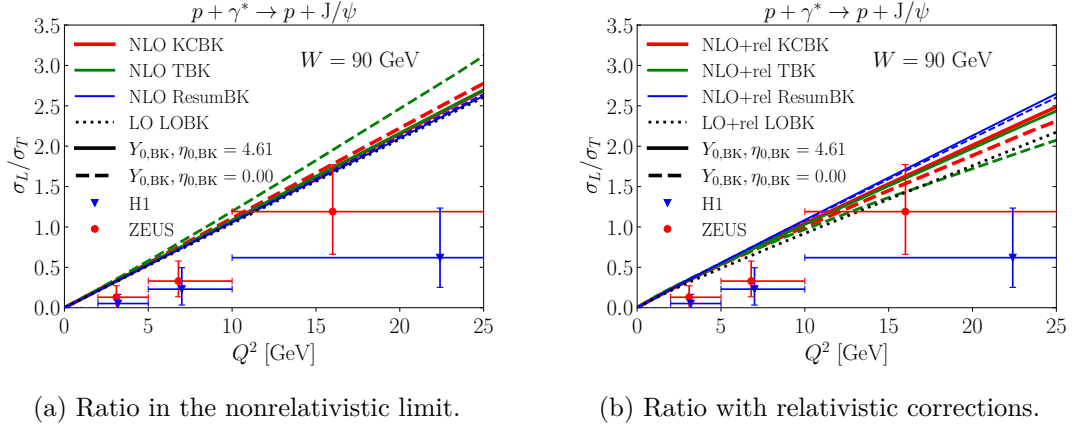 p + γ* → p + J/ψ
σL/σT
3.5
3.0
2.5
2.0
1.5
1.0
0.5
0.0
NLO KCBK
NLO TBK
NLO ResumBK
LO LOBK
Y0,BK, η0,BK = 4.61
Y0,BK, η0,BK = 0.00
H1
ZEUS
W = 90 GeV
0 5 10 15 20 25
Q² [GeV]
(a) Ratio in the nonrelativistic limit.
p + γ* → p + J/ψ
σL/σT
3.5
3.0
2.5
2.0
1.5
1.0
0.5
0.0
NLO+rel KCBK
NLO+rel TBK
NLO+rel ResumBK
LO+rel LOBK
Y0,BK, η0,BK = 4.61
Y0,BK, η0,BK = 0.00
H1
ZEUS
W = 90 GeV
0 5 10 15 20 25
Q² [GeV]
(b) Ratio with relativistic corrections.